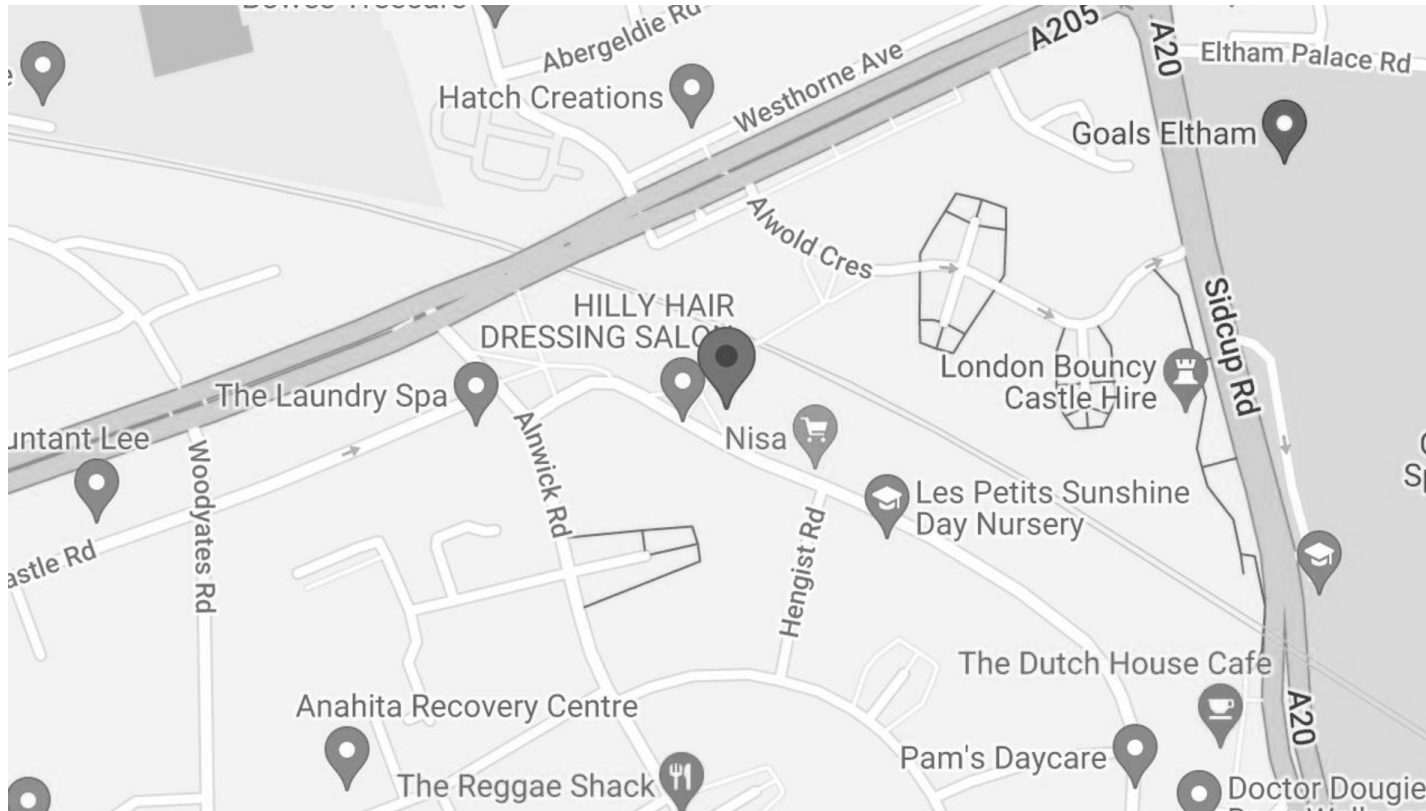 Abergeldie Rd
A205
A20
Eltham Palace Rd
Westhorne Ave
Hatch Creations
Goals Eltham
Alwold Cres
HILLY HAIR
DRESSING SALON
Sidcup Rd
London Bouncy
Castle Hire
The Laundry Spa
untant Lee
Nisa
Alnwick Rd
Woodyates Rd
Les Petits Sunshine
Day Nursery
Hengist Rd
astle Rd
The Dutch House Cafe
Anahita Recovery Centre
A20
Pam's Daycare
The Reggae Shack
Doctor Dougie